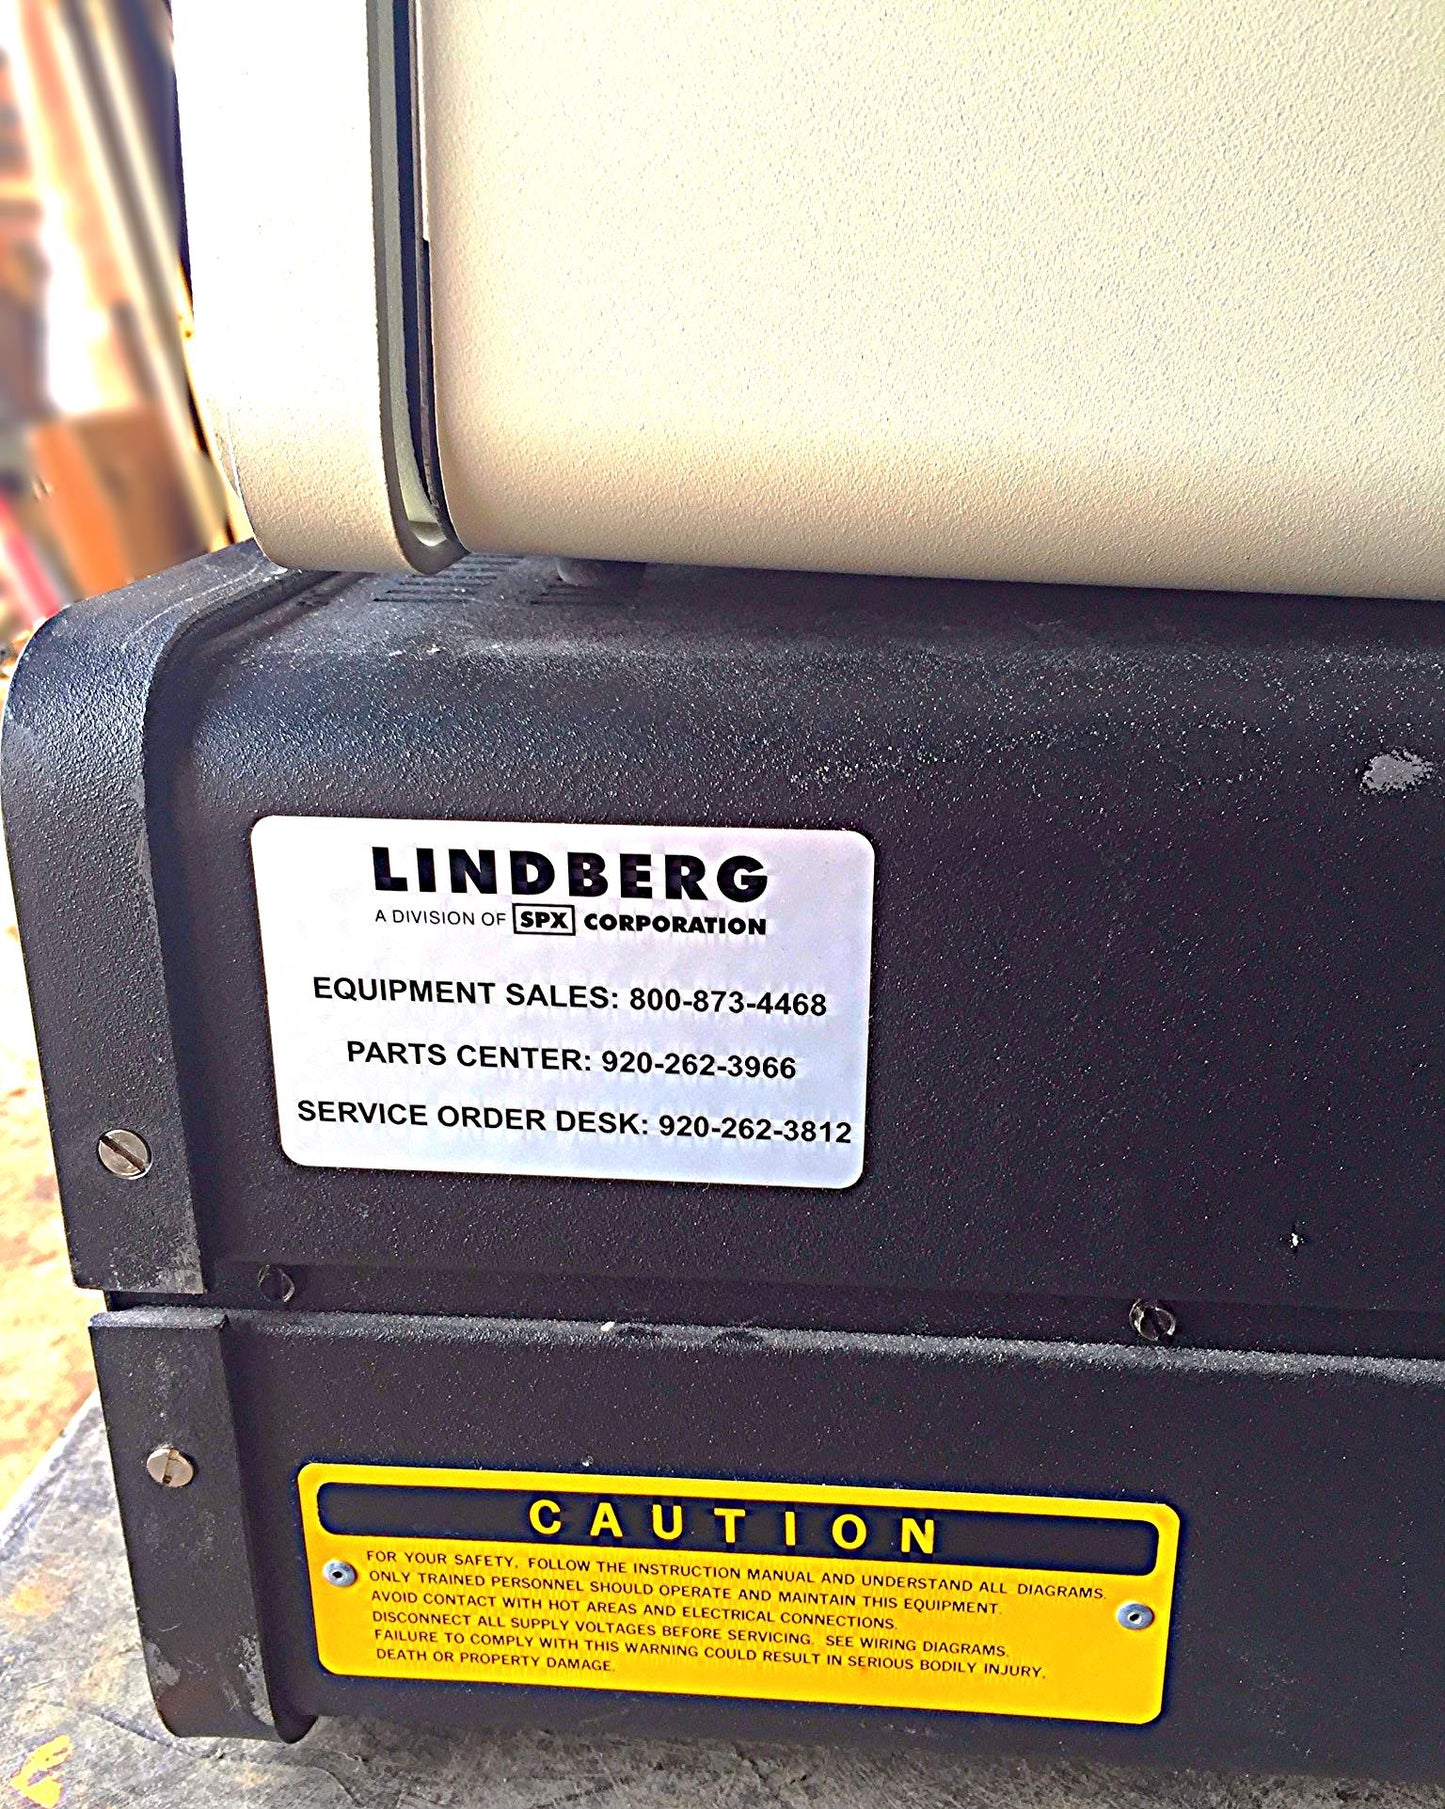 LINDBERG
A DIVISION OF SPX CORPORATION
EQUIPMENT SALES: 800-873-4468
PARTS CENTER: 920-262-3966
SERVICE ORDER DESK: 920-262-3812
CAUTION
FOR YOUR SAFETY, FOLLOW THE INSTRUCTION MANUAL AND UNDERSTAND ALL DIAGRAMS.
ONLY TRAINED PERSONNEL SHOULD OPERATE AND MAINTAIN THIS EQUIPMENT.
AVOID CONTACT WITH HOT AREAS AND ELECTRICAL CONNECTIONS.
DISCONNECT ALL SUPPLY VOLTAGES BEFORE SERVICING. SEE WIRING DIAGRAMS.
FAILURE TO COMPLY WITH THIS WARNING COULD RESULT IN SERIOUS BODILY INJURY,
DEATH OR PROPERTY DAMAGE.